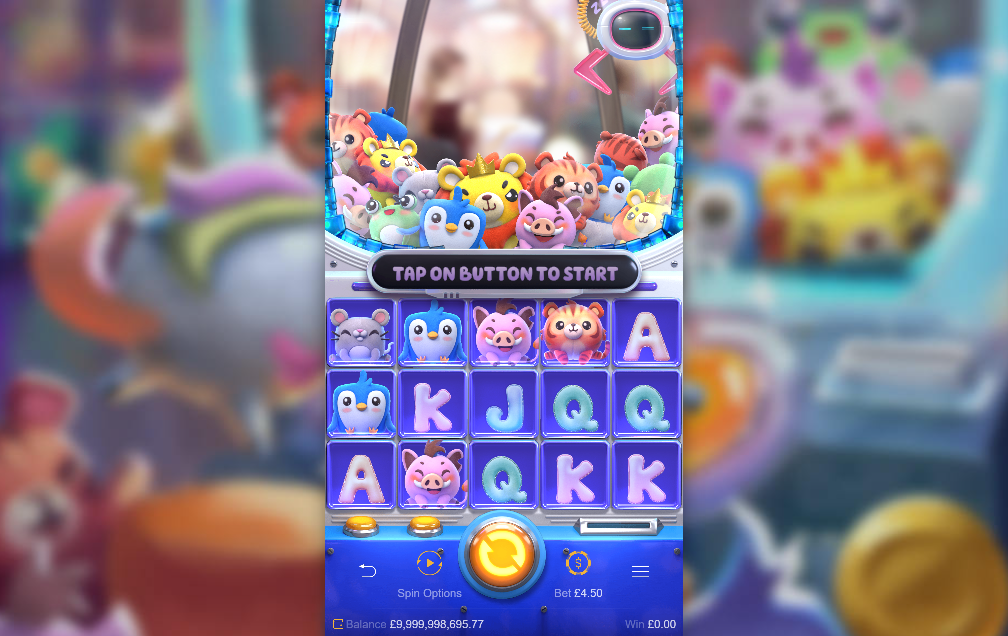 TAP ON BUTTON TO START
A
K J Q Q
A Q K K
Spin Options
Bet £4.50
Balance £9,999,998,695.77
Win £0.00